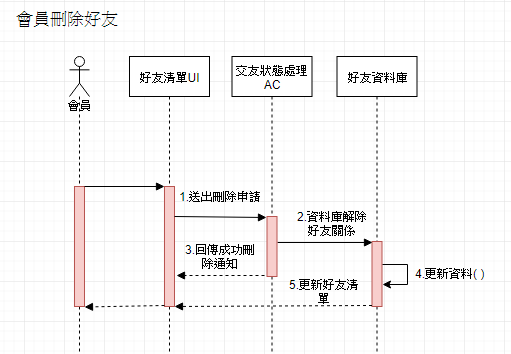 會員刪除好友
會員
好友清單UI
交友狀態處理
AC
好友資料庫
1.送出刪除申請
2.資料庫解除
好友關係
3.回傳成功刪
除通知
4.更新資料( )
5.更新好友清
單